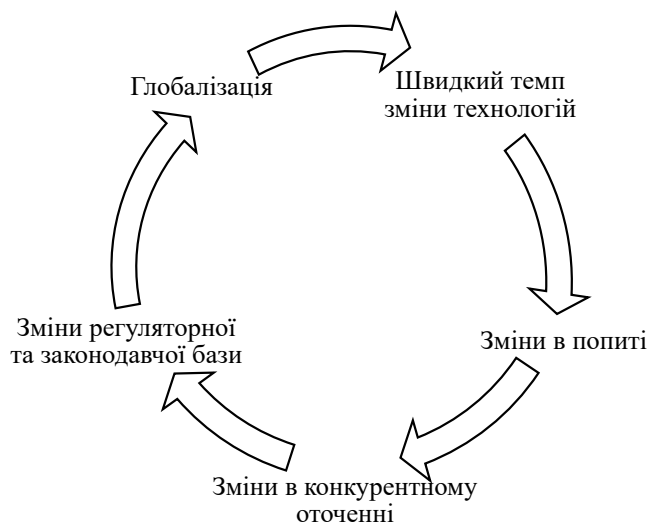 Глобалізація
Швидкий темп
зміни технологій
Зміни в попиті
Зміни в конкурентному
оточенні
Зміни регуляторної
та законодавчої бази